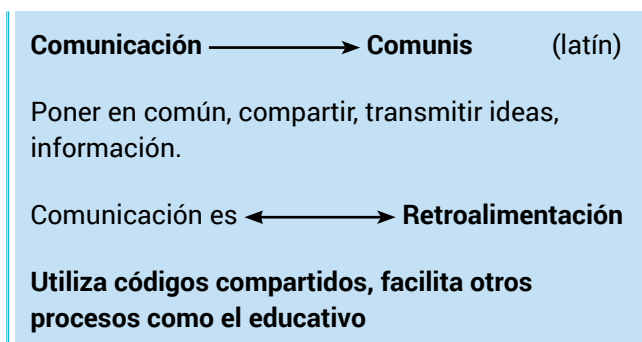 Comunicación Comunis (latín)
Poner en común, compartir, transmitir ideas,
información.
Comunicación es Retroalimentación
Utiliza códigos compartidos, facilita otros
procesos como el educativo